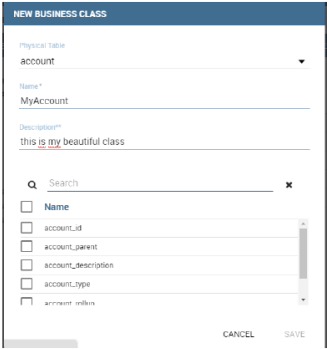 NEW BUSINESS CLASS
Physical Table
account
Name*
MyAccount
Description**
this is my beautiful class
Search
Name
account_id
account_parent
account_description
account_type
account_rollup
CANCEL SAVE